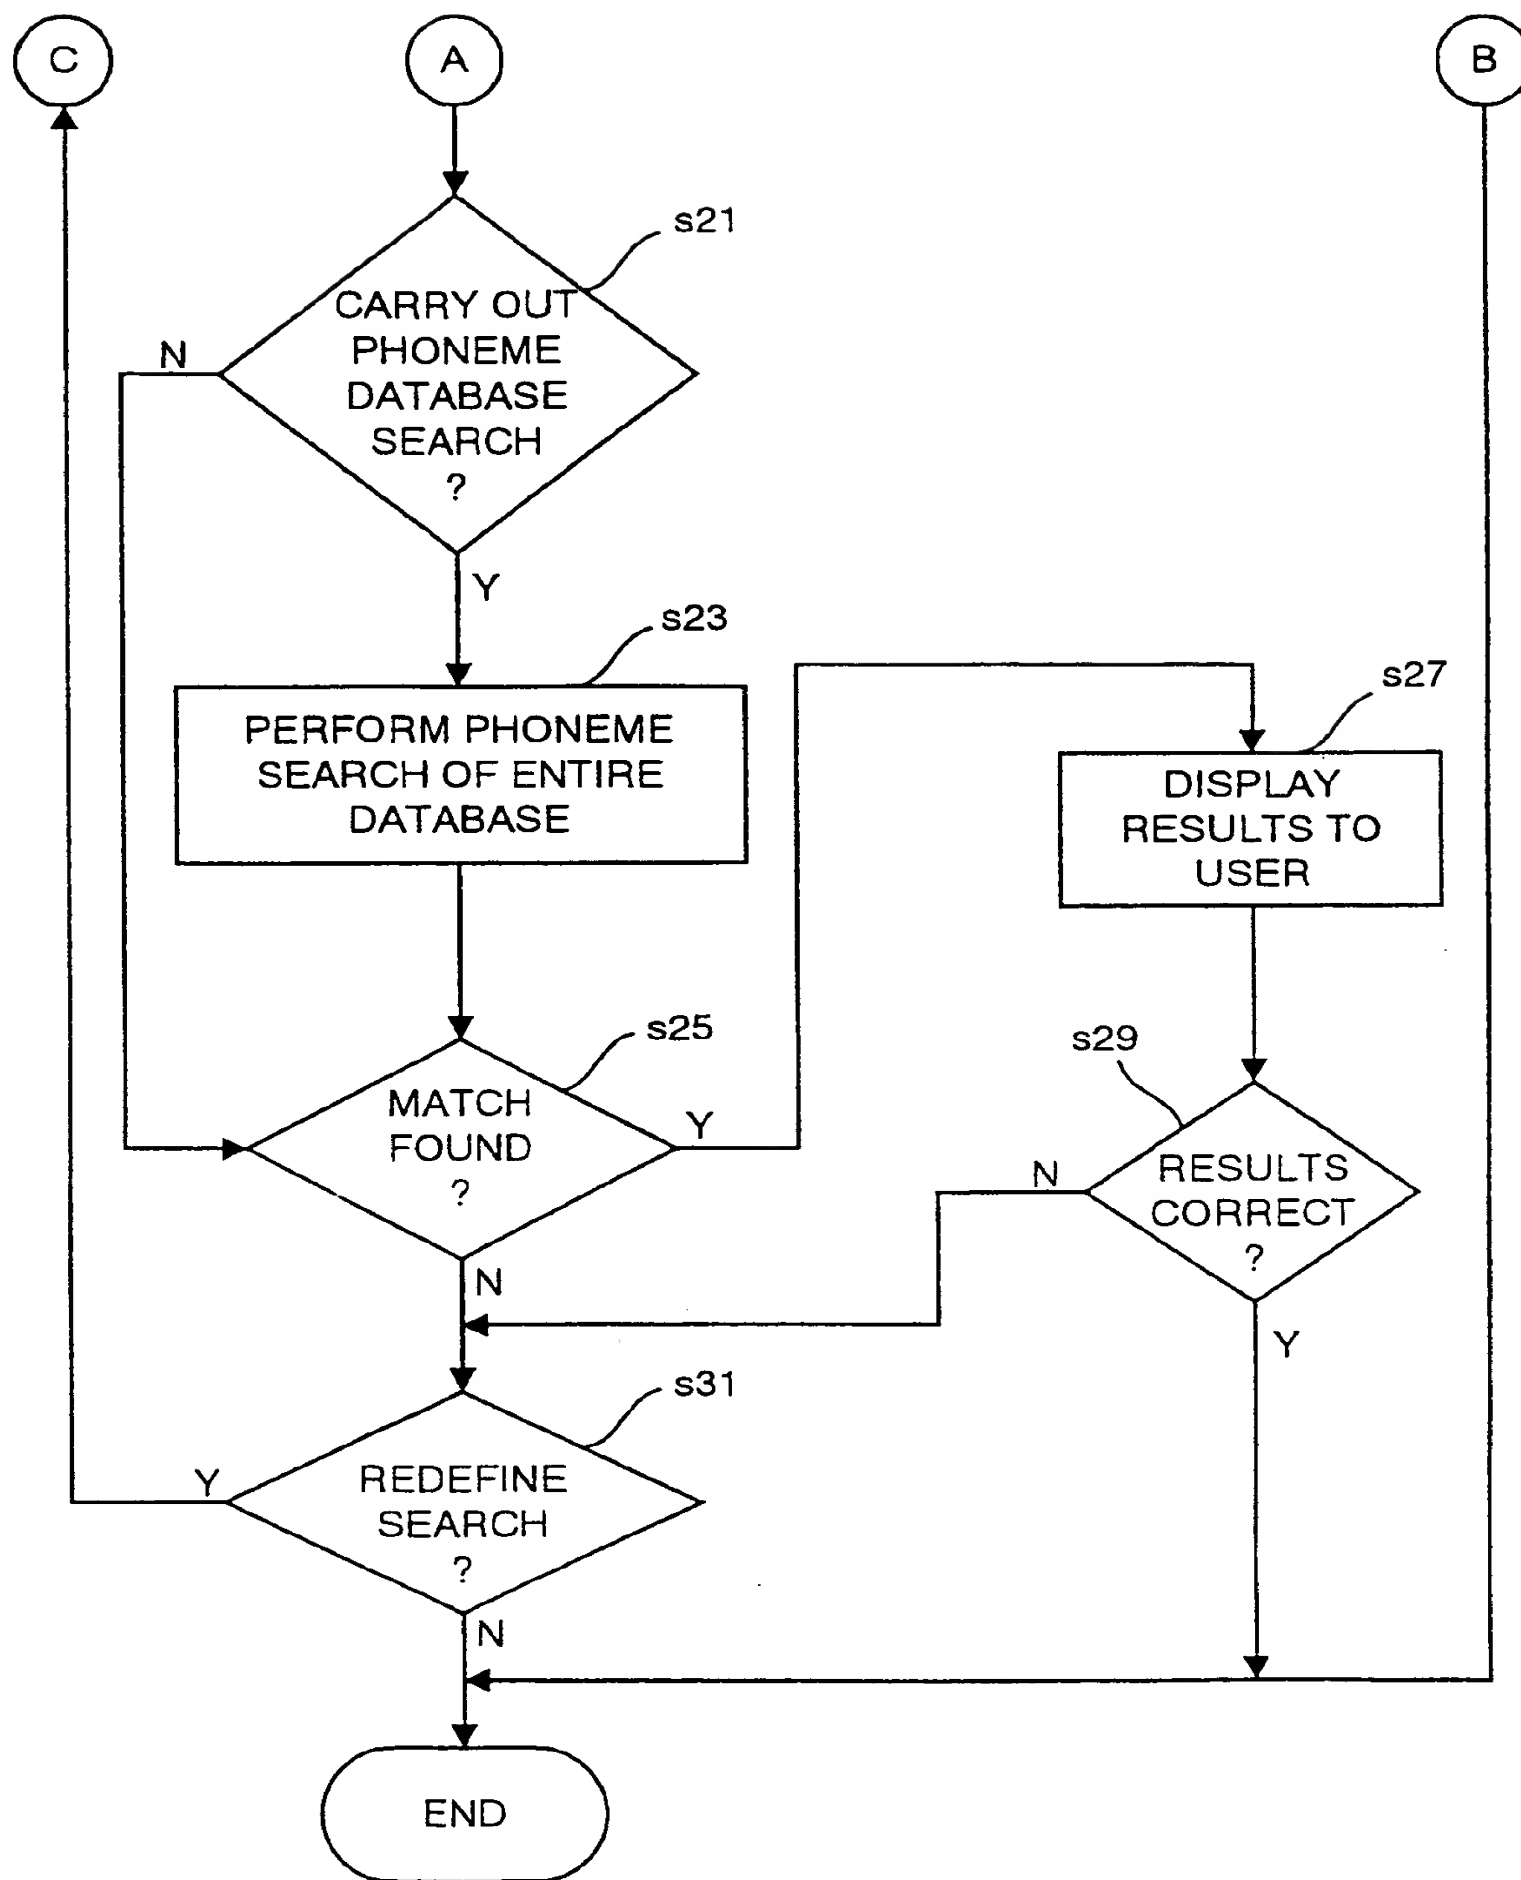 C
A
B
s21
CARRY OUT
PHONEME
DATABASE
SEARCH
?
N
Y
s23
PERFORM PHONEME
SEARCH OF ENTIRE
DATABASE
s27
DISPLAY
RESULTS TO
USER
s25
MATCH
FOUND
?
Y
N
s29
RESULTS
CORRECT
?
N
Y
s31
REDEFINE
SEARCH
?
Y
N
END